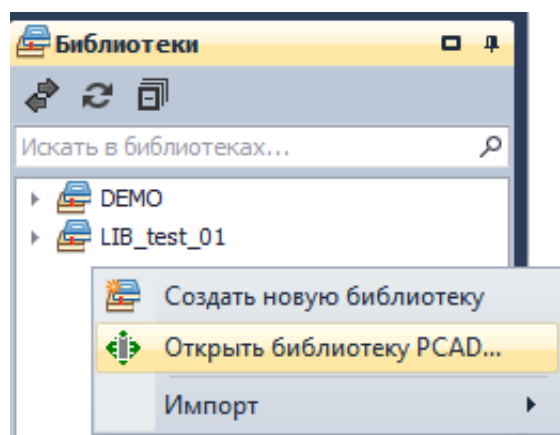 Библиотеки
Искать в библиотеках...
DEMO
LIB_test_01
Создать новую библиотеку
Открыть библиотеку PCAD...
Импорт